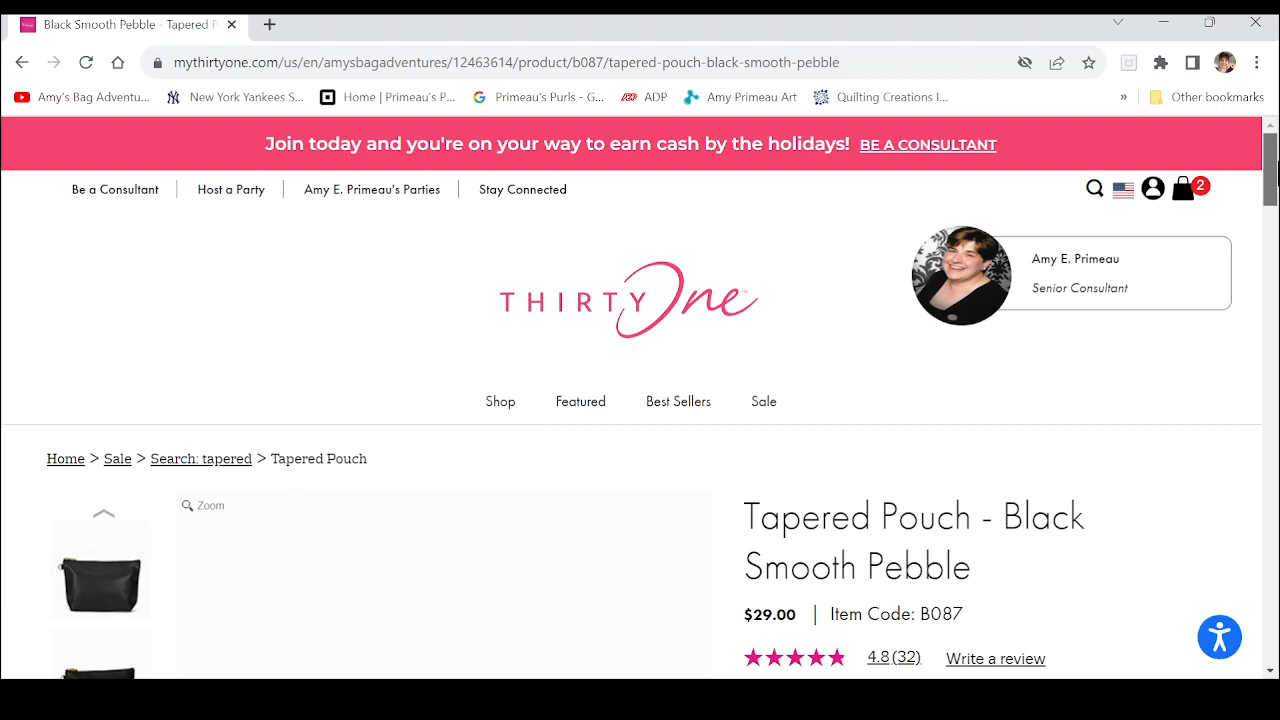 Black Smooth Pebble - Tapered P
mythirtyone.com/us/en/amysbagadventures/12463614/product/b087/tapered-pouch-black-smooth-pebble
Amy's Bag Adventu... New York Yankees S... Home | Primeau's P... Primeau's Purls - G... ADP Amy Primeau Art Quilting Creations I... » Other bookmarks
Join today and you're on your way to earn cash by the holidays! BE A CONSULTANT
Be a Consultant Host a Party Amy E. Primeau's Parties Stay Connected 2
Amy E. Primeau
Senior Consultant
THIRTY One
Shop Featured Best Sellers Sale
Home > Sale > Search: tapered > Tapered Pouch
Zoom
Tapered Pouch - Black
Smooth Pebble
$29.00 | Item Code: B087
4.8 (32) Write a review